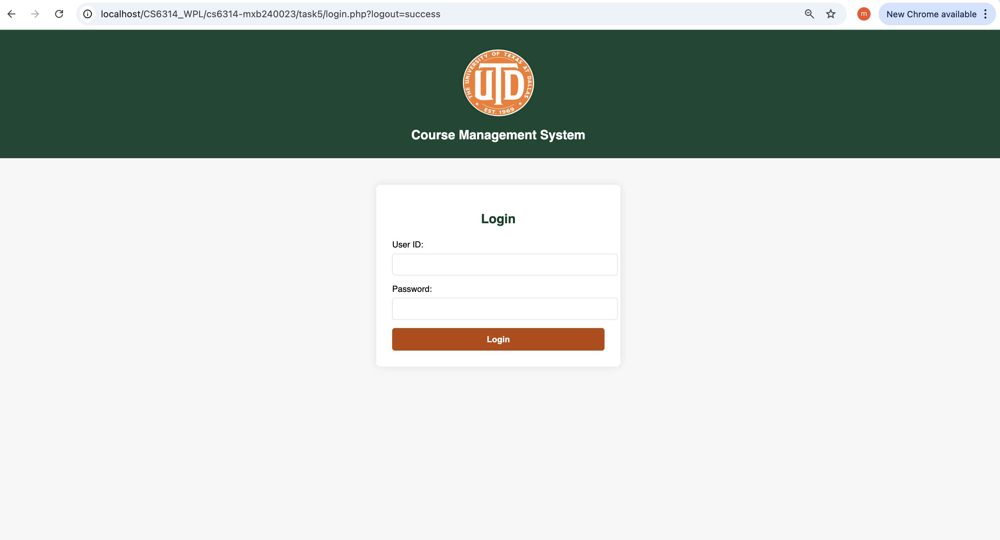 localhost/CS6314_WPL/cs6314-mxb240023/task5/login.php?logout=success
m
New Chrome available
THE UNIVERSITY OF TEXAS AT DALLAS
UTD
EST. 1969
Course Management System
Login
User ID:
Password:
Login